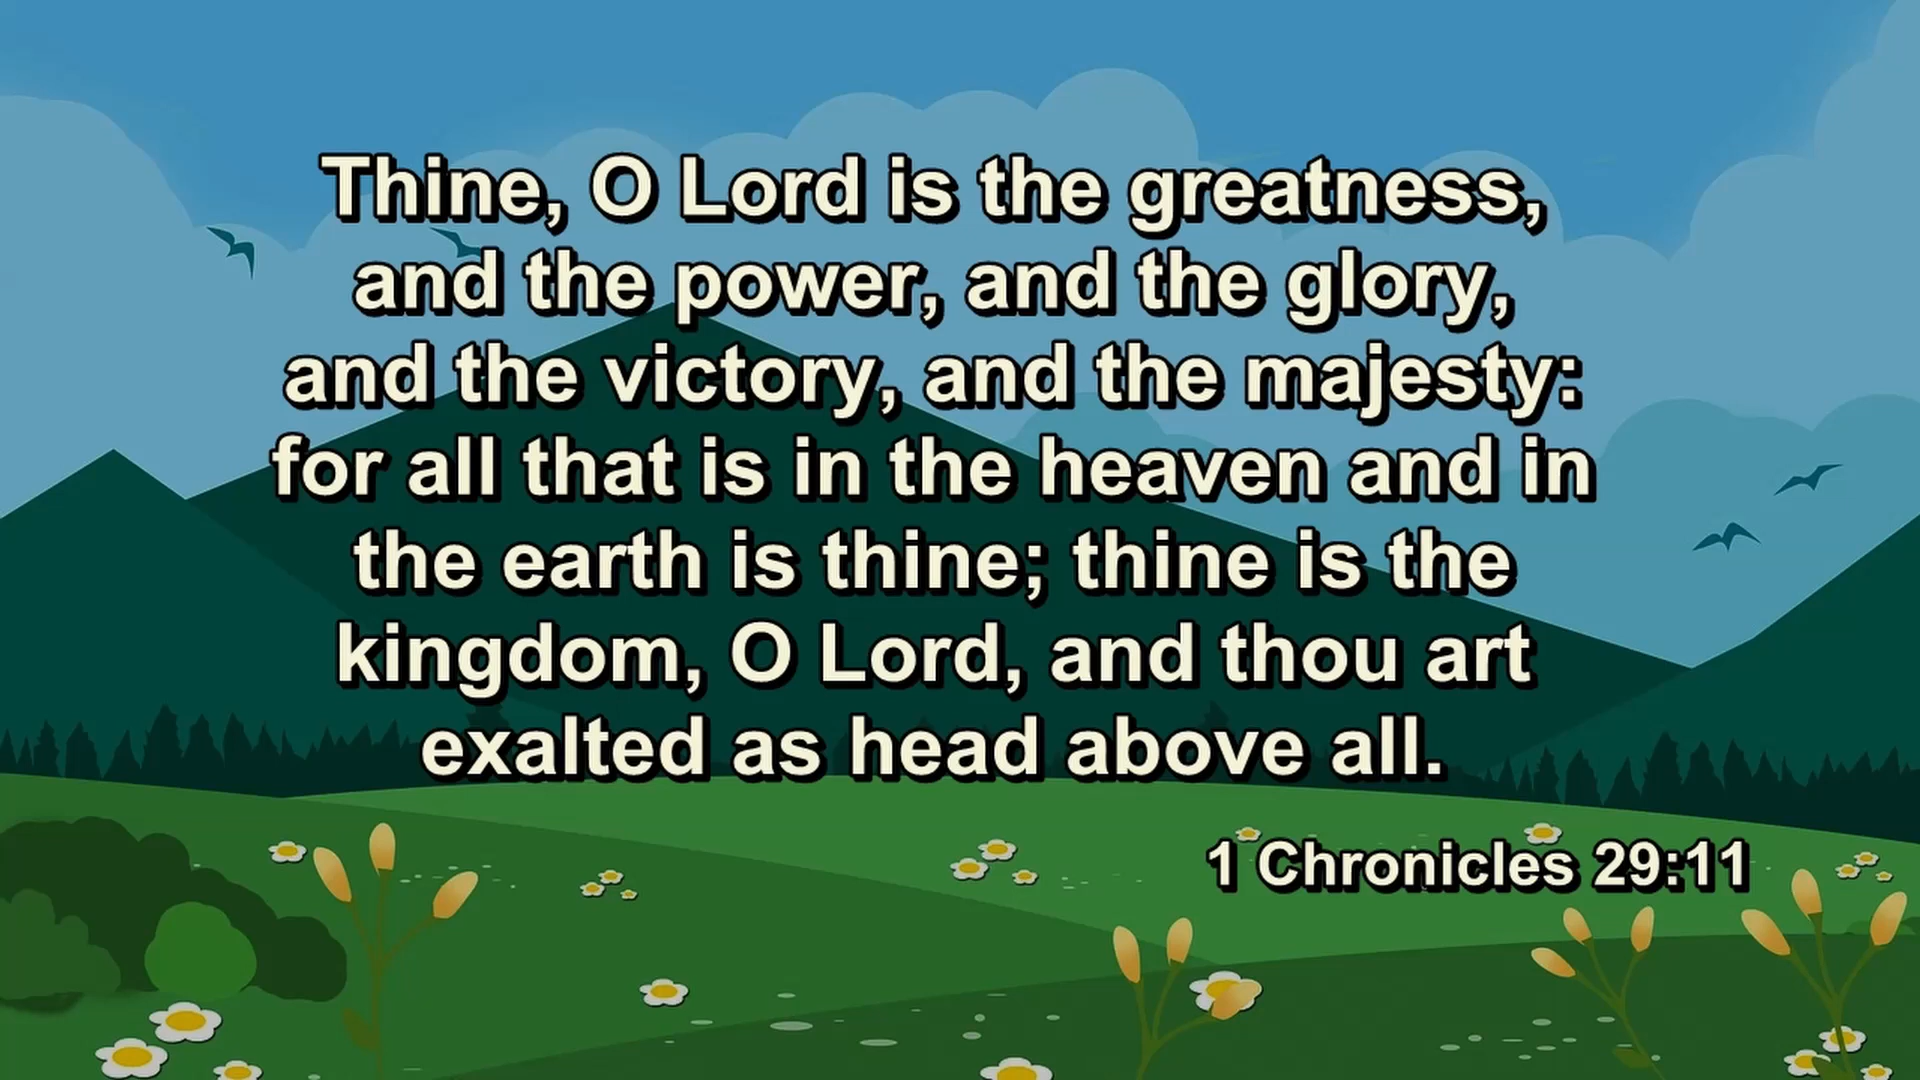 Thine, O Lord is the greatness,
and the power, and the glory,
and the victory, and the majesty:
for all that is in the heaven and in
the earth is thine; thine is the
kingdom, O Lord, and thou art
exalted as head above all.
1 Chronicles 29:11